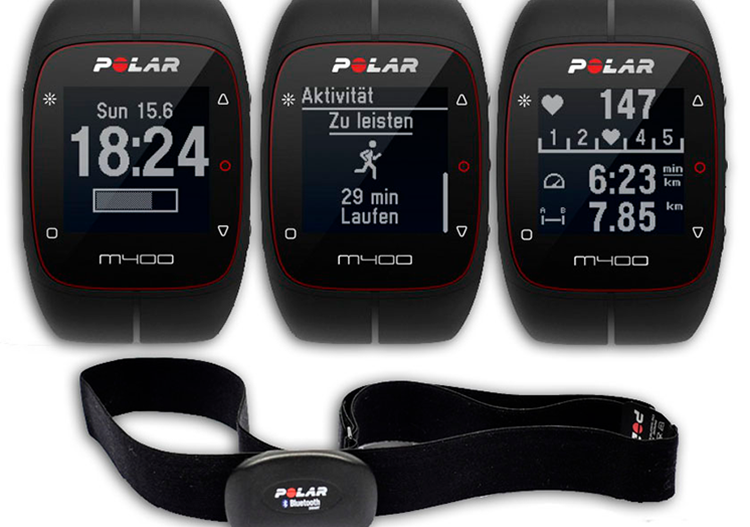 POLAR
Sun 15.6
18:24
M400
POLAR
Aktivität
Zu leisten
29 min
Laufen
M400
POLAR
147
1 2 4 5
6:23 min km
A B
7.85 km
M400
POLAR
Bluetooth
POLAR